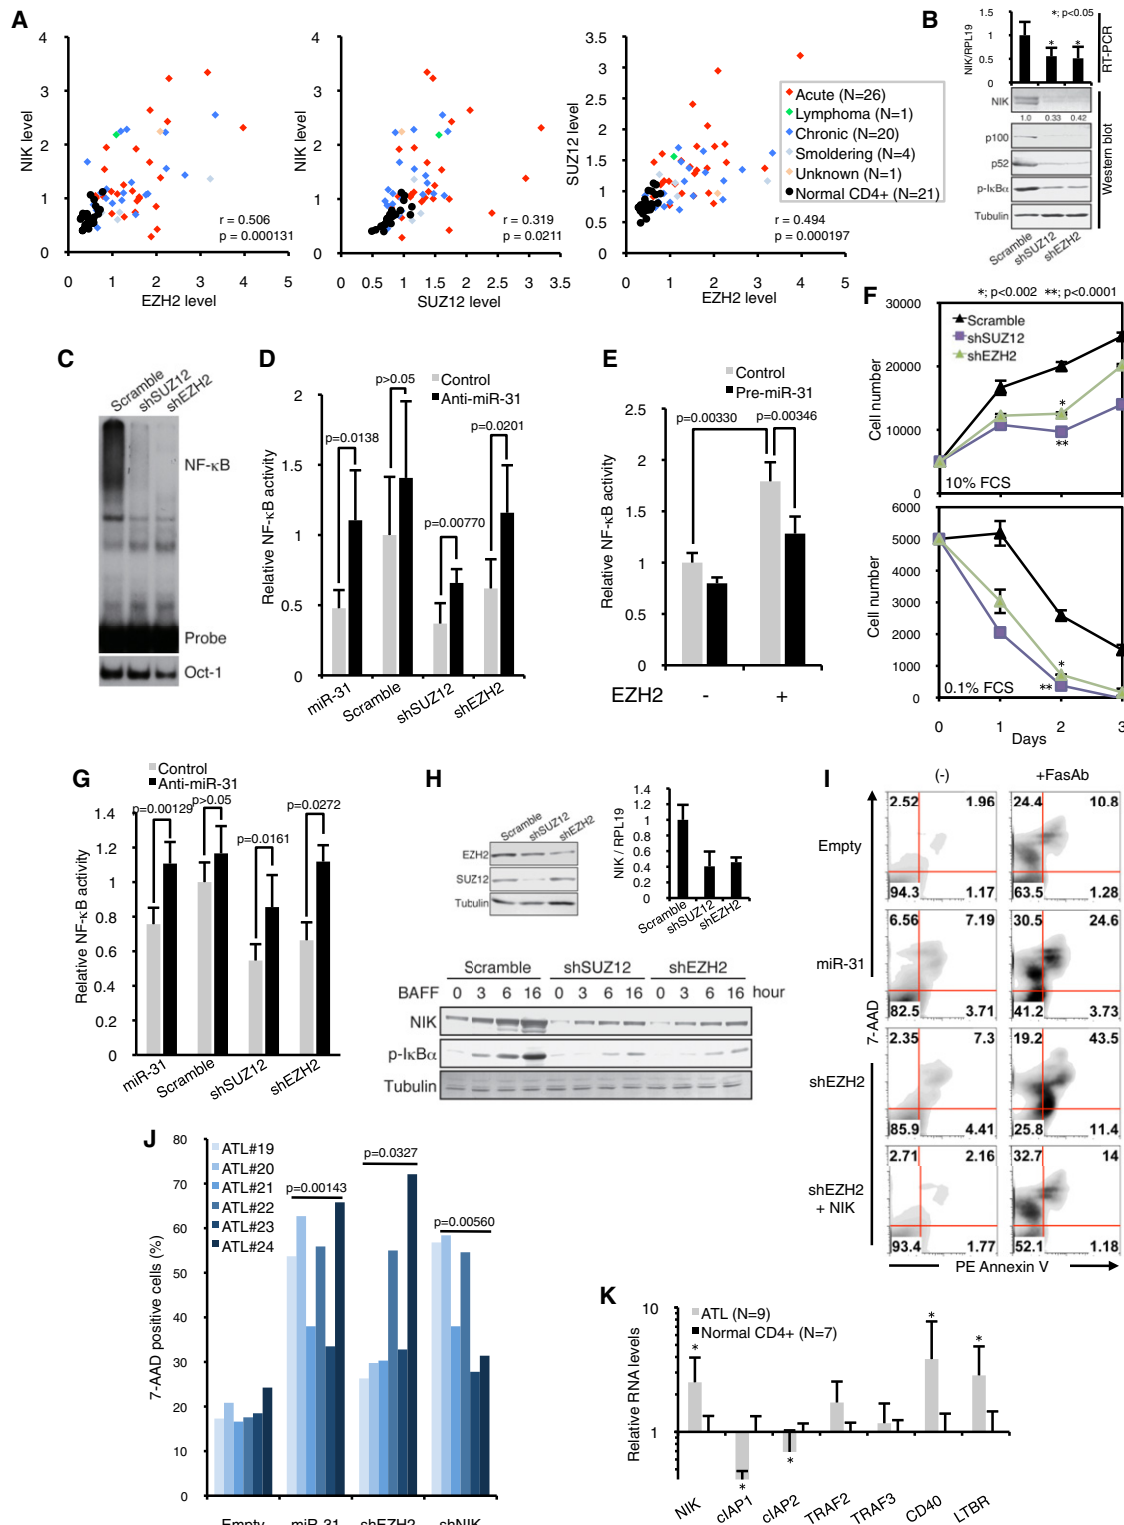 A
NIK level
4
3
2
1
0
0 1 2 3 4 5
EZH2 level
r = 0.506
p = 0.000131
NIK level
4
3
2
1
0
0 0.5 1 1.5 2 2.5 3 3.5
SUZ12 level
r = 0.319
p = 0.0211
SUZ12 level
3.5
3
2.5
2
1.5
1
0.5
0
0 1 2 3 4 5
EZH2 level
r = 0.494
p = 0.000197
Acute (N=26)
Lymphoma (N=1)
Chronic (N=20)
Smoldering (N=4)
Unknown (N=1)
Normal CD4+ (N=21)
B
*; p<0.05
NIK/RPL19
1.5
1
0.5
0
* *
RT-PCR
NIK
1.0 0.33 0.42
p100
p52
p-IκBα
Tubulin
Western blot
Scramble
shSUZ12
shEZH2
C
Scramble
shSUZ12
shEZH2
NF-κB
Probe
Oct-1
D
Control
Anti-miR-31
Relative NF-κB activity
2
1.5
1
0.5
0
p=0.0138
p>0.05
p=0.00770
p=0.0201
miR-31
Scramble
shSUZ12
shEZH2
E
Control
Pre-miR-31
Relative NF-κB activity
2.5
2
1.5
1
0.5
0
p=0.00330
p=0.00346
EZH2 - +
F
*; p<0.002 **; p<0.0001
Cell number
30000
20000
10000
0
Scramble
shSUZ12
shEZH2
*
**
10% FCS
Cell number
6000
5000
4000
3000
2000
1000
0
*
**
0.1% FCS
0 1 2 3
Days
G
Control
Anti-miR-31
Relative NF-κB activity
1.4
1.2
1
0.8
0.6
0.4
0.2
0
p=0.00129
p>0.05
p=0.0161
p=0.0272
miR-31
Scramble
shSUZ12
shEZH2
H
Scramble
shSUZ12
shEZH2
EZH2
SUZ12
Tubulin
NIK / RPL19
1.4
1.2
1
0.8
0.6
0.4
0.2
0
Scramble
shSUZ12
shEZH2
Scramble shSUZ12 shEZH2
BAFF 0 3 6 16 0 3 6 16 0 3 6 16 hour
NIK
p-IκBα
Tubulin
I
(-) +FasAb
Empty
2.52 1.96 24.4 10.8
94.3 1.17 63.5 1.28
miR-31
6.56 7.19 30.5 24.6
82.5 3.71 41.2 3.73
7-AAD
shEZH2
2.35 7.3 19.2 43.5
85.9 4.41 25.8 11.4
shEZH2
+ NIK
2.71 2.16 32.7 14
93.4 1.77 52.1 1.18
PE Annexin V
J
7-AAD positive cells (%)
80
70
60
50
40
30
20
10
0
ATL#19
ATL#20
ATL#21
ATL#22
ATL#23
ATL#24
p=0.00143
p=0.0327
p=0.00560
Empty miR-31 shEZH2 shNIK
K
Relative RNA levels
10
1
ATL (N=9)
Normal CD4+ (N=7)
* * * * *
NIK
cIAP1
cIAP2
TRAF2
TRAF3
CD40
LTBR